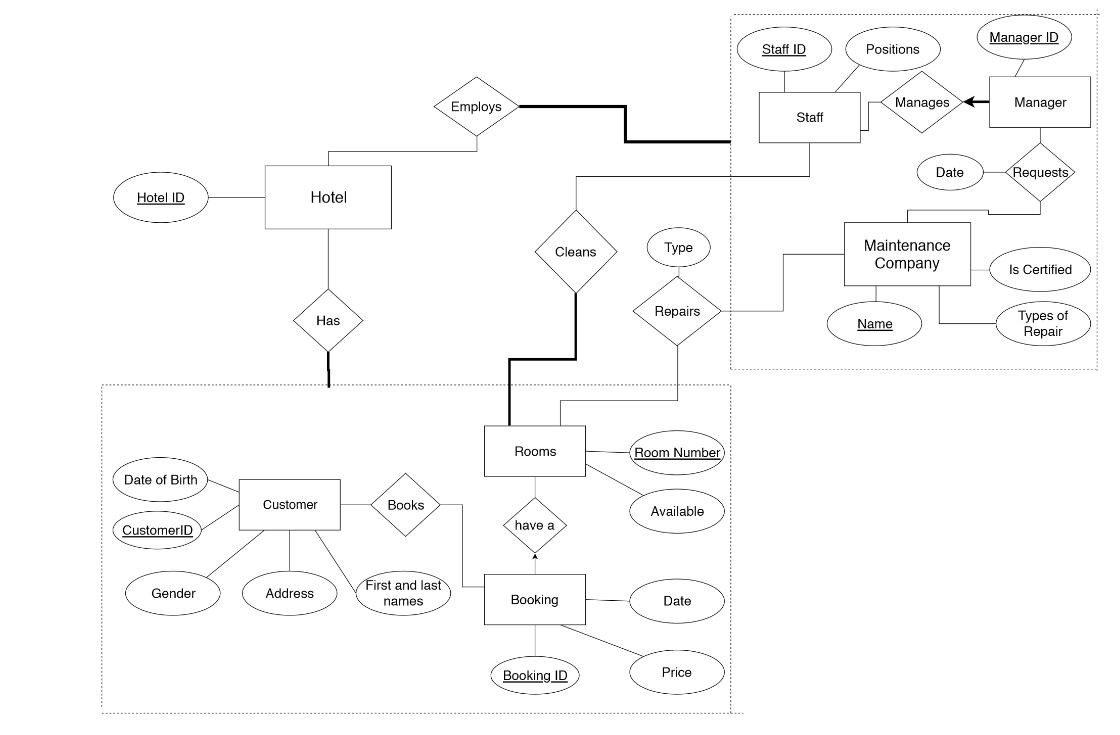 Manager ID
Staff ID
Positions
Employs
Manages
Manager
Staff
Date
Requests
Hotel ID
Hotel
Cleans
Type
Maintenance
Company
Is Certified
Has
Repairs
Name
Types of
Repair
Rooms
Room Number
Date of Birth
Customer
Books
Available
CustomerID
have a
Gender
Address
First and last
names
Booking
Date
Booking ID
Price